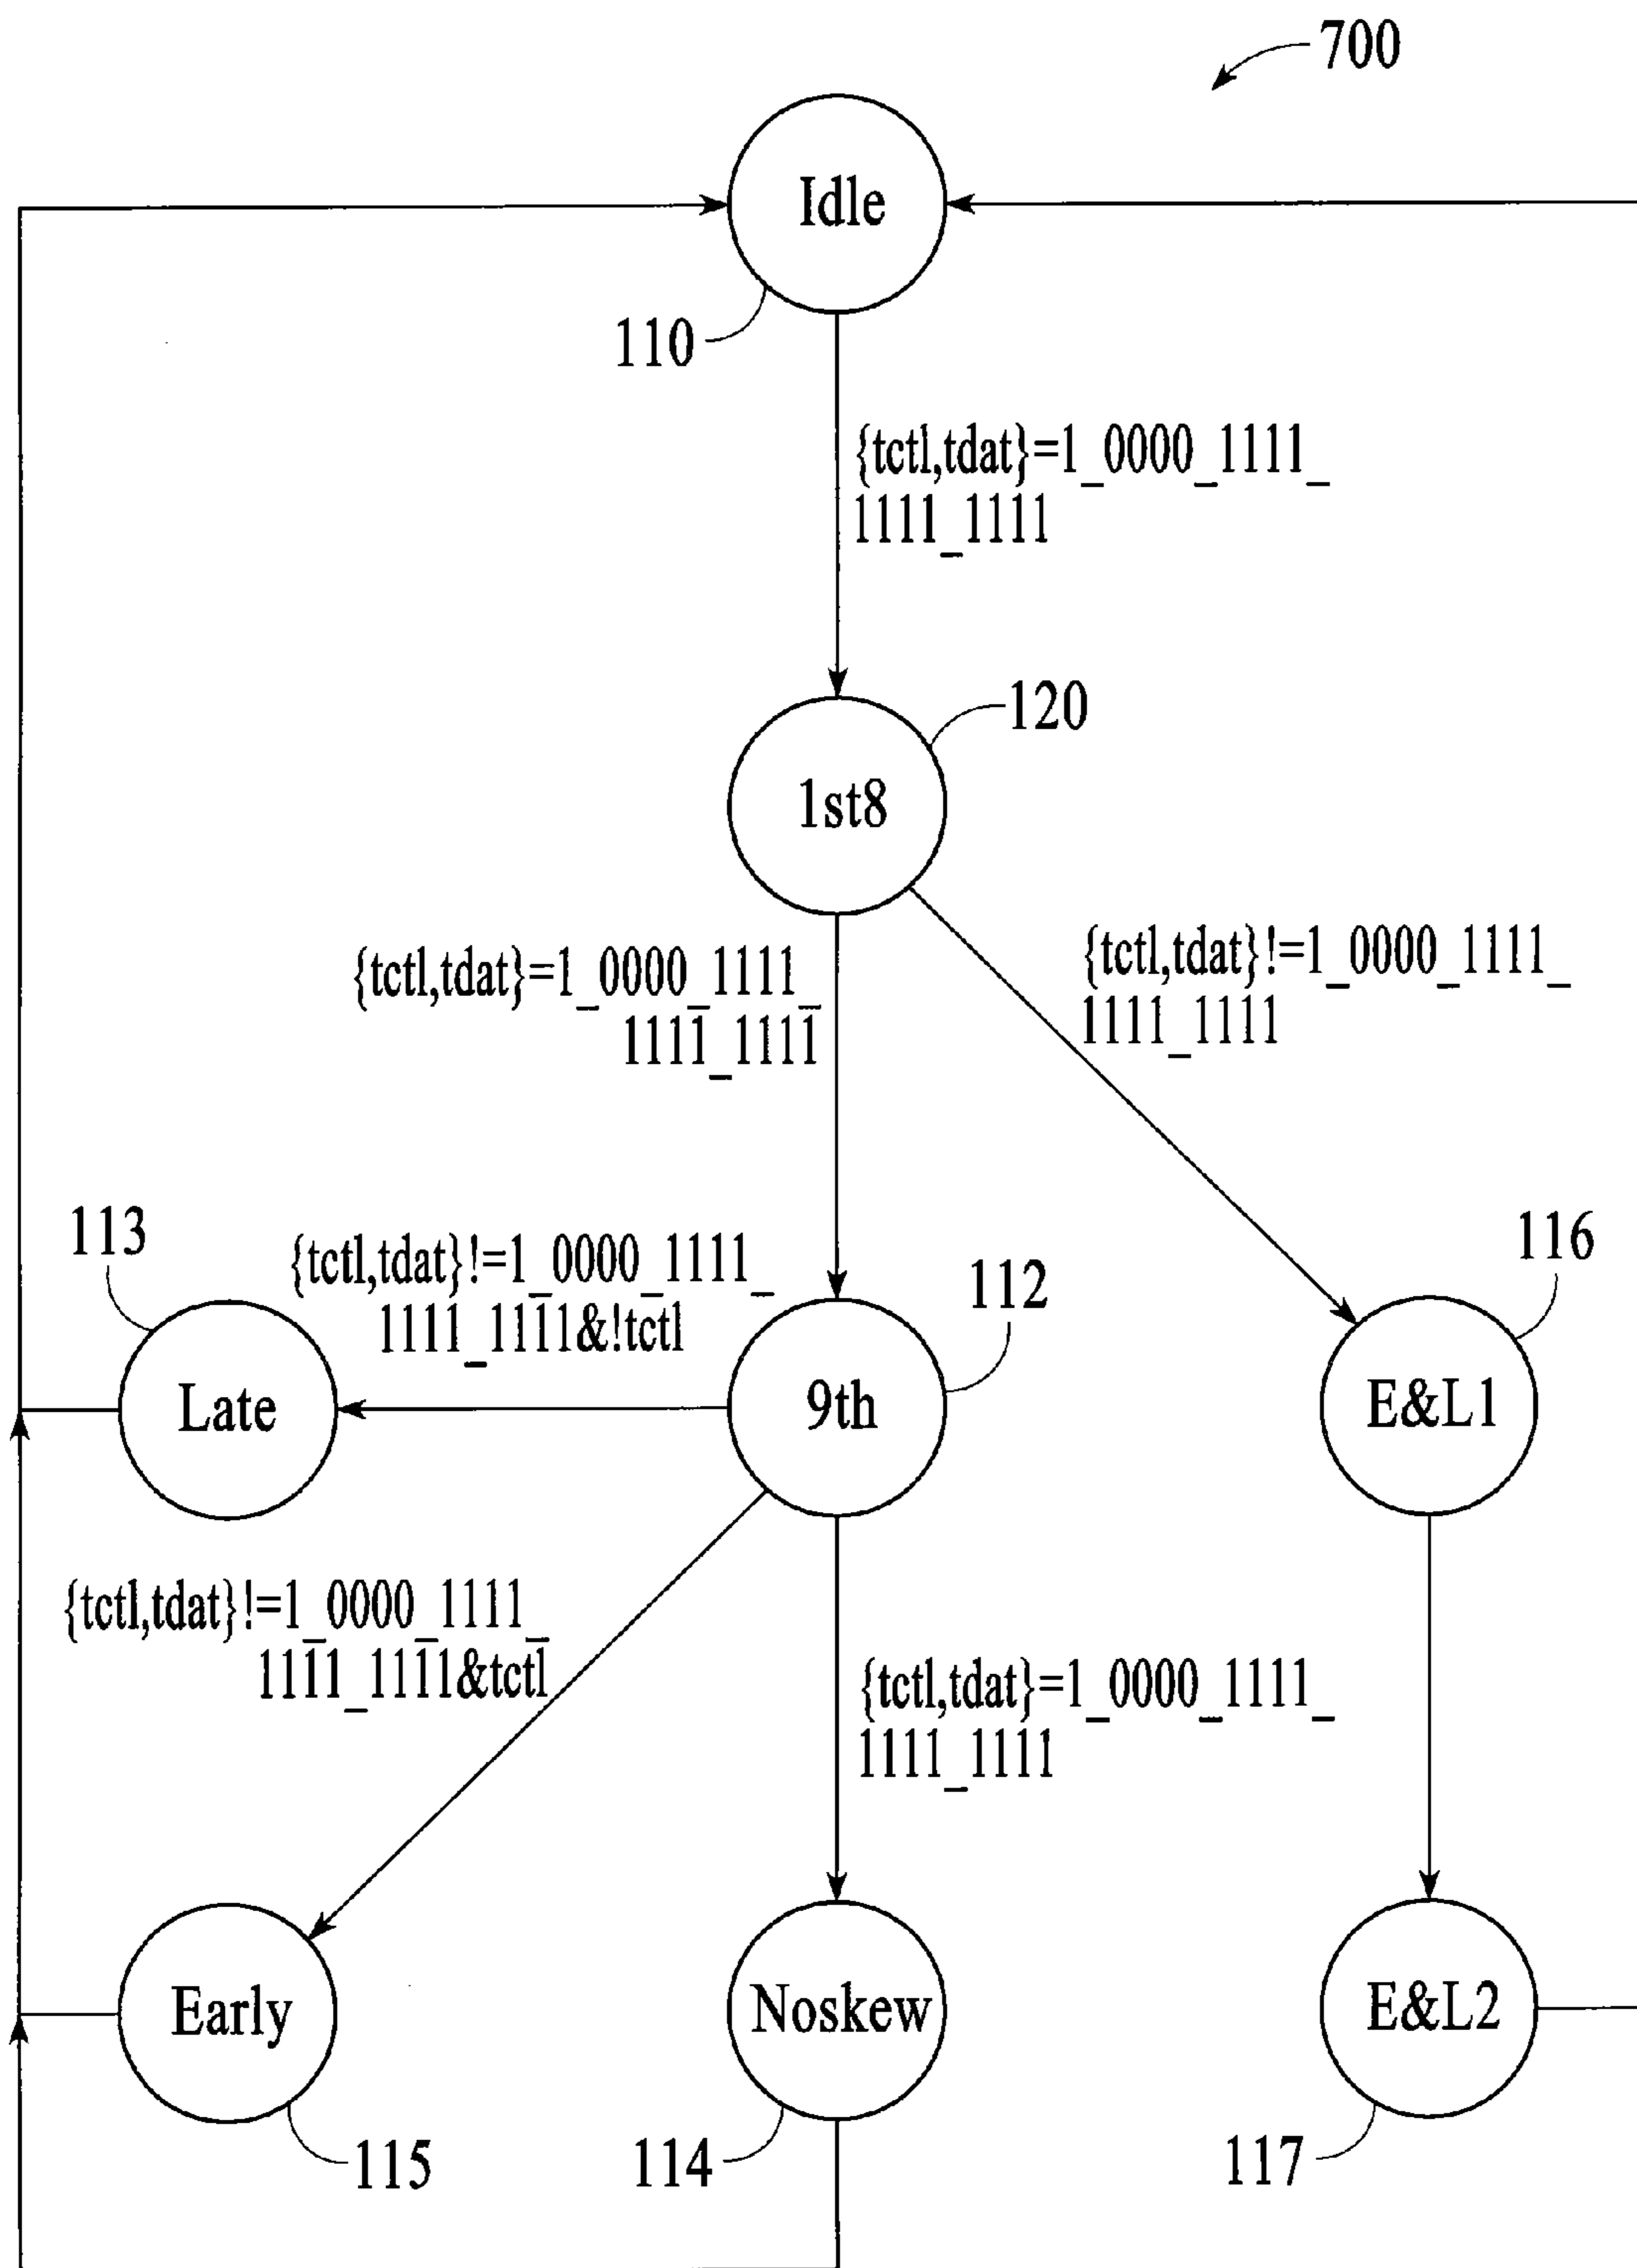 700
Idle
110
{tctl,tdat}=1_0000_1111_
1111_1111
120
1st8
{tctl,tdat}=1_0000_1111_
1111_1111
{tctl,tdat}!=1_0000_1111_
1111_1111
113
{tctl,tdat}!=1_0000_1111_
1111_1111&!tctl
112
116
Late
9th
E&L1
{tctl,tdat}!=1_0000_1111_
1111_1111&tctl
{tctl,tdat}=1_0000_1111_
1111_1111
Early
Noskew
E&L2
115
114
117